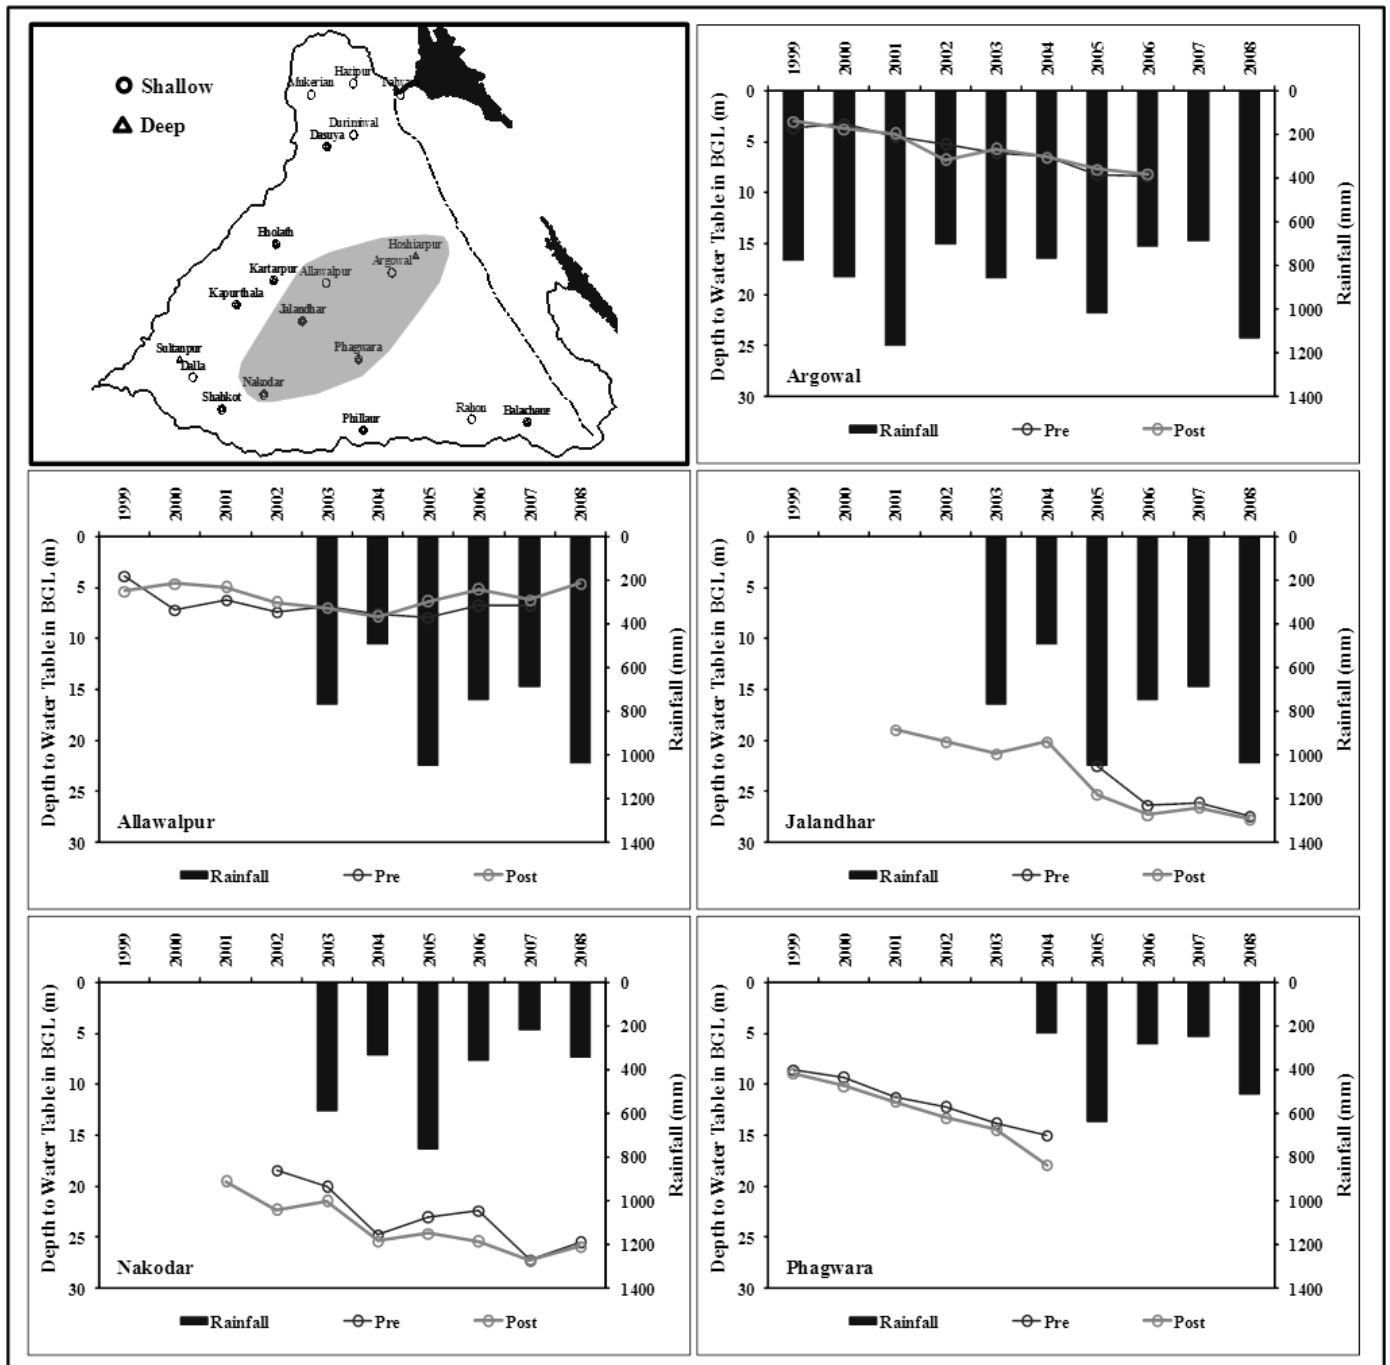 Shallow
Deep
Haripur
Mukerian
Dasuya
Bholath
Hoshiarpur
Argowal
Kartarpur
Allawalpur
Kapurthala
Jalandhar
Phagwara
Sultanpur
Dalla
Nakodar
Shahkot
Phillaur
Rahon
Balachaur
1999 2000 2001 2002 2003 2004 2005 2006 2007 2008
Depth to Water Table in BGL (m)
0 5 10 15 20 25 30
0 200 400 600 800 1000 1200 1400
Rainfall (mm)
Argowal
Rainfall Pre Post
1999 2000 2001 2002 2003 2004 2005 2006 2007 2008
Depth to Water Table in BGL (m)
0 5 10 15 20 25 30
0 200 400 600 800 1000 1200 1400
Rainfall (mm)
Allawalpur
Rainfall Pre Post
1999 2000 2001 2002 2003 2004 2005 2006 2007 2008
Depth to Water Table in BGL (m)
0 5 10 15 20 25 30
0 200 400 600 800 1000 1200 1400
Rainfall (mm)
Jalandhar
Rainfall Pre Post
1999 2000 2001 2002 2003 2004 2005 2006 2007 2008
Depth to Water Table in BGL (m)
0 5 10 15 20 25 30
0 200 400 600 800 1000 1200 1400
Rainfall (mm)
Nakodar
Rainfall Pre Post
1999 2000 2001 2002 2003 2004 2005 2006 2007 2008
Depth to Water Table in BGL (m)
0 5 10 15 20 25 30
0 200 400 600 800 1000 1200 1400
Rainfall (mm)
Phagwara
Rainfall Pre Post